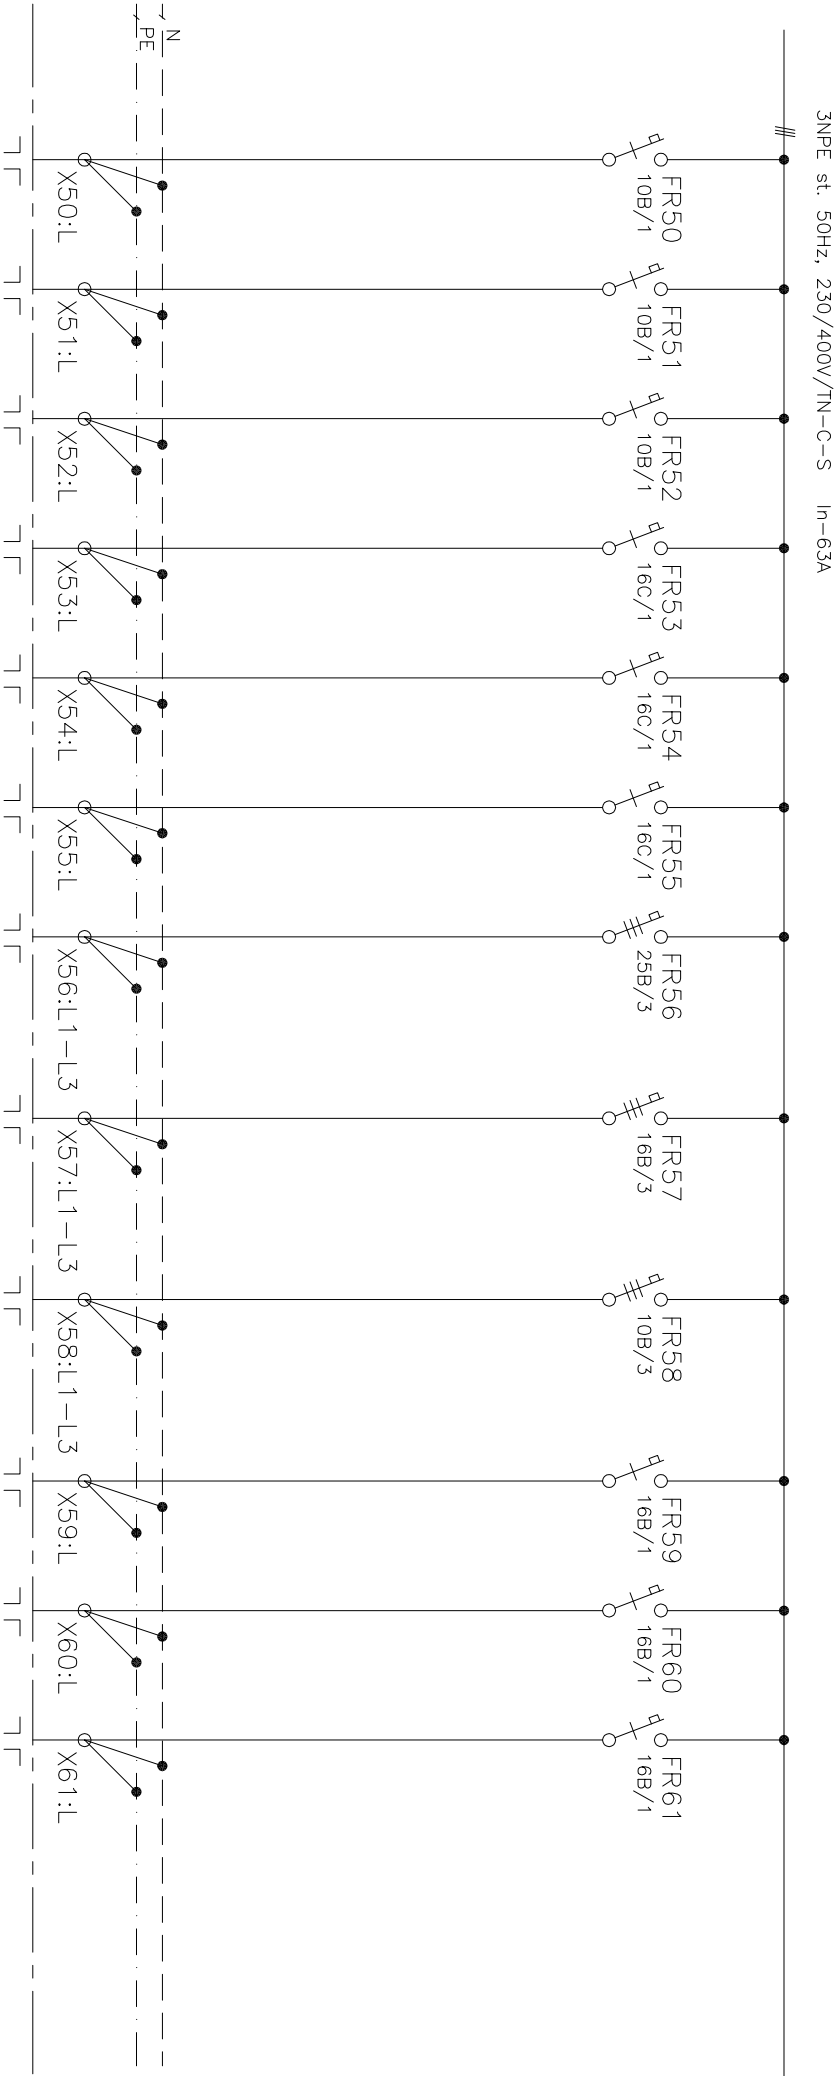 3NPE st. 50Hz, 230/400V/TN-C-S In-63A
FR50
10B/1
FR51
10B/1
FR52
10B/1
FR53
16C/1
FR54
16C/1
FR55
16C/1
FR56
25B/3
FR57
16B/3
FR58
10B/3
FR59
16B/1
FR60
16B/1
FR61
16B/1
N
PE
X50:L
X51:L
X52:L
X53:L
X54:L
X55:L
X56:L1-L3
X57:L1-L3
X58:L1-L3
X59:L
X60:L
X61:L